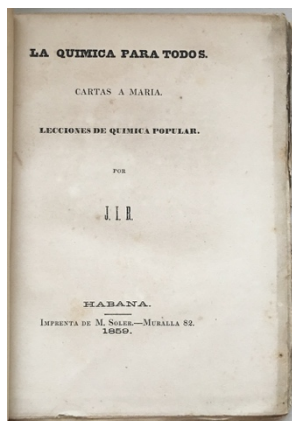 LA QUIMICA PARA TODOS.
CARTAS A MARIA.
LECCIONES DE QUIMICA POPULAR.
POR
J. I. B.
HABANA.
IMPRENTA DE M. SOLER.—MURALLA 82.
1859.